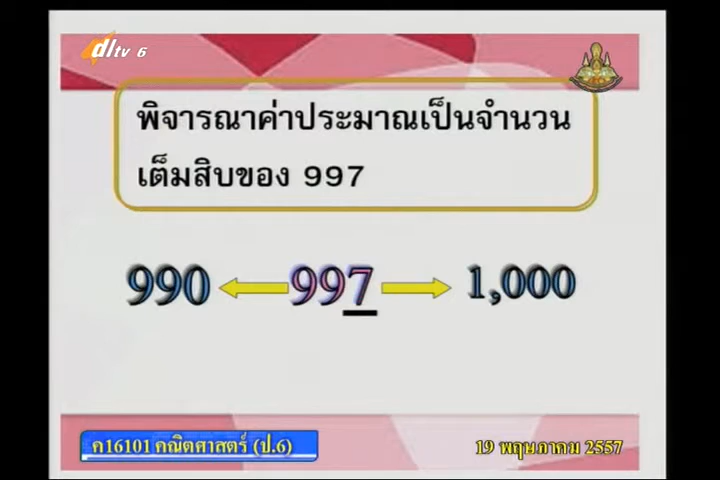 dltv 6
พิจารณาค่าประมาณเป็นจำนวน
เต็มสิบของ 997
990 997 1,000
ค16101 คณิตศาสตร์ (ป.6)
19 พฤษภาคม 2557